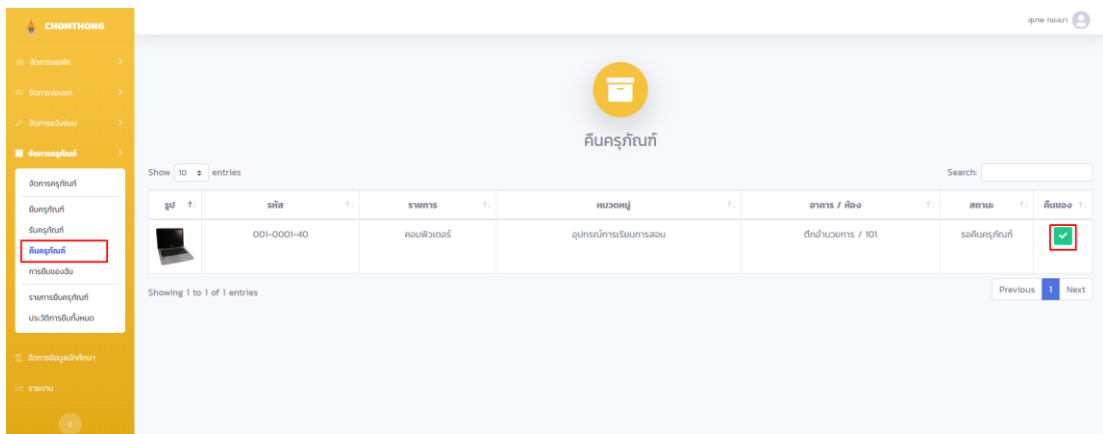 CHOMTHONG
จัดการหอพัก
จัดการจองรถ
จัดการแจ้งซ่อม
จัดการครุภัณฑ์
จัดการครุภัณฑ์
ยืมครุภัณฑ์
รับครุภัณฑ์
คืนครุภัณฑ์
การยืมของฉัน
รายการยืมครุภัณฑ์
ประวัติการยืมทั้งหมด
จัดการข้อมูลนักศึกษา
รายงาน
สุเทพ ทองมา
คืนครุภัณฑ์
Show 10 entries
Search:
รูป รหัส รายการ หมวดหมู่ อาคาร / ห้อง สถานะ คืนของ
001-0001-40 คอมพิวเตอร์ อุปกรณ์การเรียนการสอน ตึกอำนวยการ / 101 รอคืนครุภัณฑ์
Showing 1 to 1 of 1 entries
Previous 1 Next